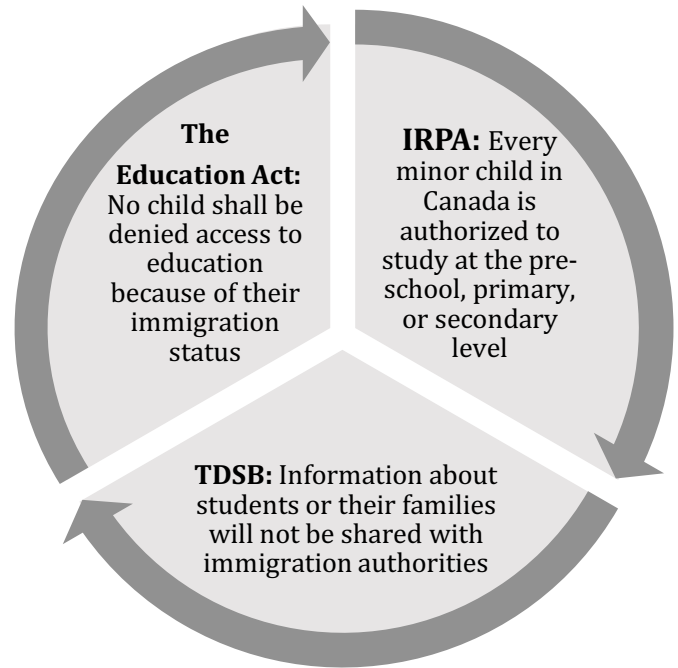 The
Education Act:
No child shall be
denied access to
education
because of their
immigration
status
IRPA: Every
minor child in
Canada is
authorized to
study at the pre-
school, primary,
or secondary
level
TDSB: Information about
students or their families
will not be shared with
immigration authorities